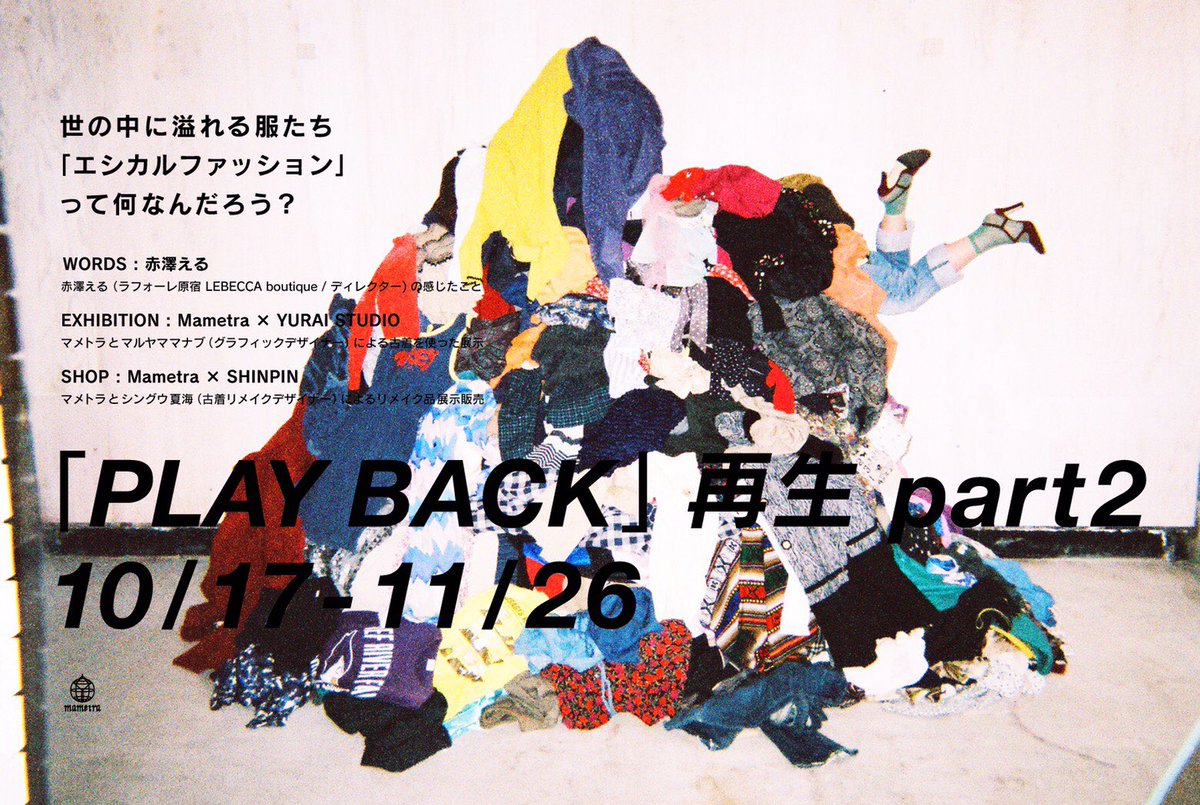 世の中に溢れる服たち
「エシカルファッション」
って何なんだろう？
WORDS : 赤澤える
赤澤える（ラフォーレ原宿 LEBECCA boutique / ディレクター）の感じたこと
EXHIBITION : Mametra × YURAI STUDIO
マメトラとマルヤママナブ（グラフィックデザイナー）による古着を使った展示
SHOP : Mametra × SHINPIN
マメトラとシングウ夏海（古着リメイクデザイナー）によるリメイク品展示販売
「PLAY BACK」再生 part2
10/17-11/26
mametra